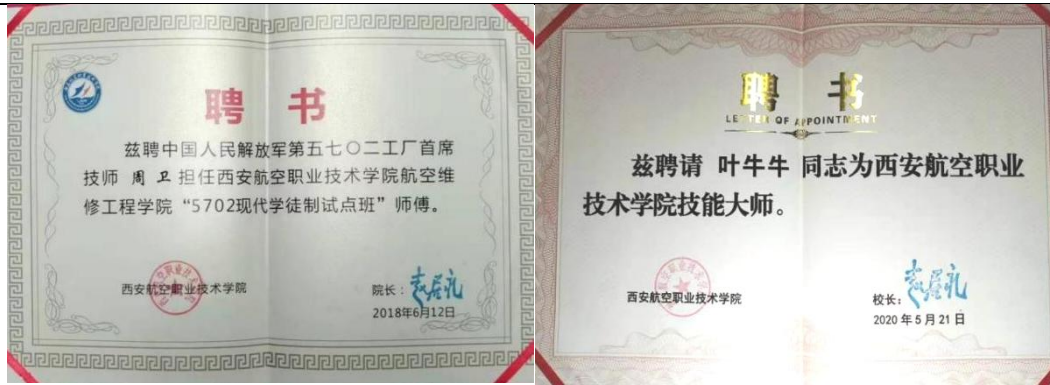 聘 书
兹聘中国人民解放军第五七〇二工厂首席
技师 周卫 担任西安航空职业技术学院航空维
修工程学院“5702现代学徒制试点班”师傅。
西安航空职业技术学院
院长：
2018年6月12日
聘 书
LETTER OF APPOINTMENT
兹聘请 叶牛牛 同志为西安航空职业
技术学院技能大师。
西安航空职业技术学院
校长：
2020年5月21日